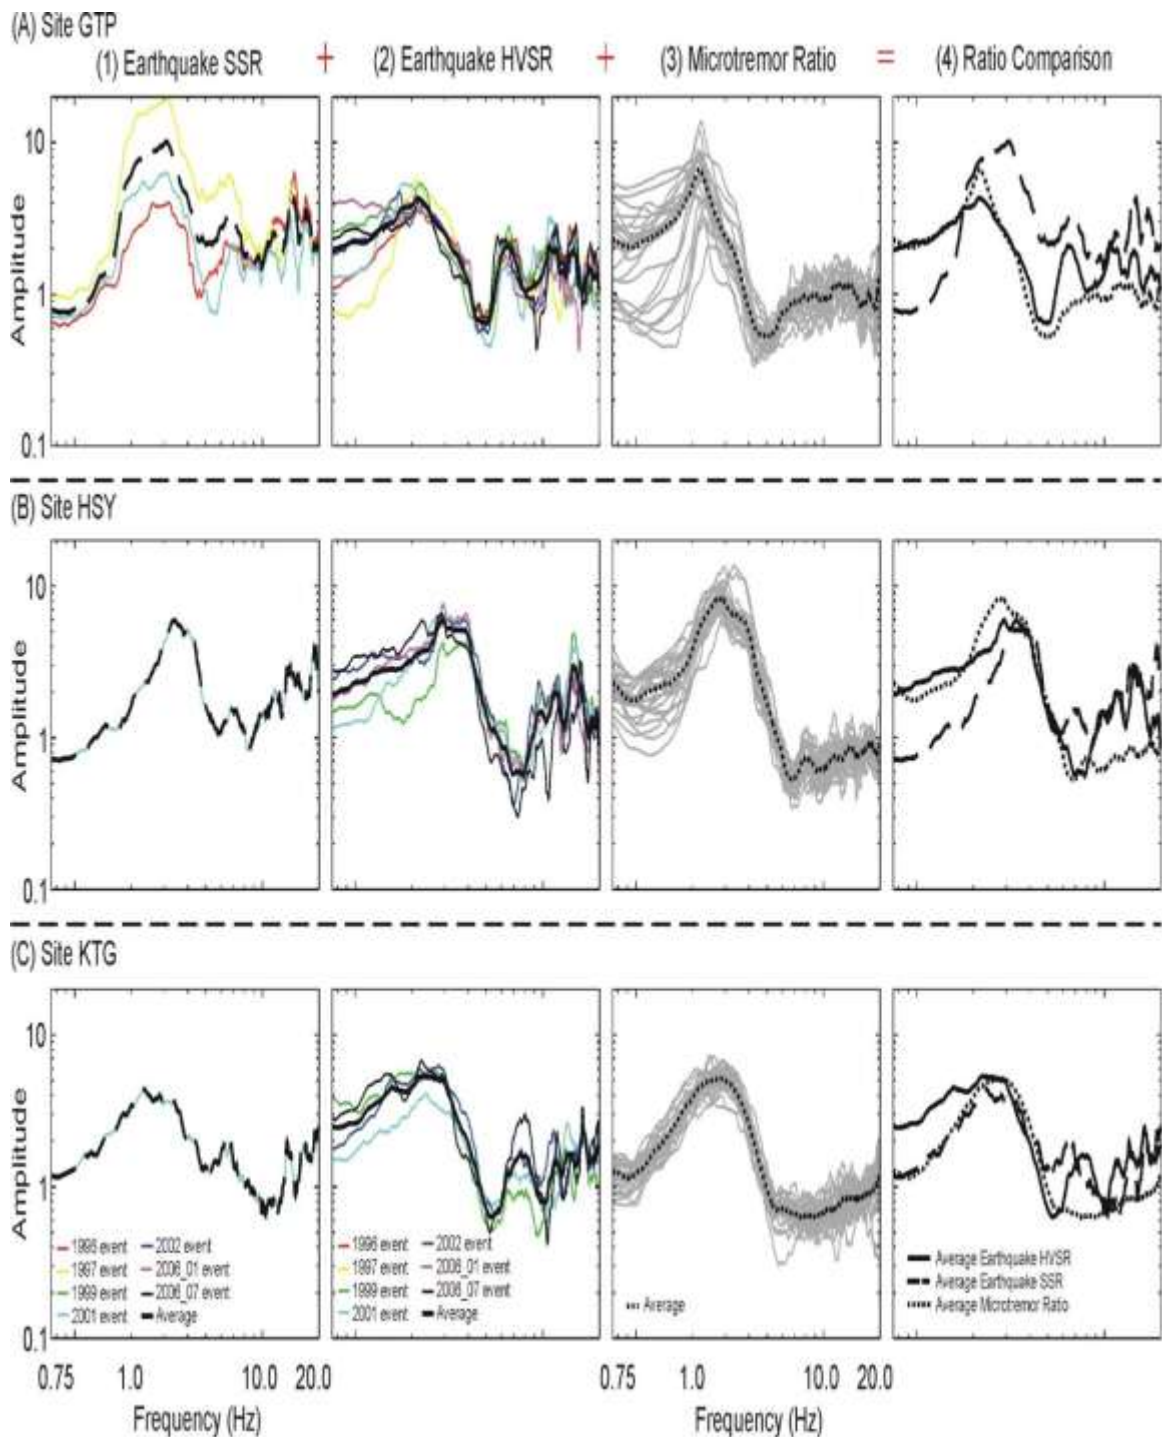 (A) Site GTP
(1) Earthquake SSR + (2) Earthquake HVSR + (3) Microtremor Ratio = (4) Ratio Comparison
Amplitude
10
1
0.1
(B) Site HSY
Amplitude
10
1
0.1
(C) Site KTG
Amplitude
10
1
0.1
1996 event
1997 event
1999 event
2001 event
2002 event
2006_01 event
2006_07 event
Average
1996 event
1997 event
1999 event
2001 event
2002 event
2006_01 event
2006_07 event
Average
Average
Average Earthquake HVSR
Average Earthquake SSR
Average Microtremor Ratio
0.75 1.0 10.0 20.0
Frequency (Hz)
0.75 1.0 10.0 20.0
Frequency (Hz)